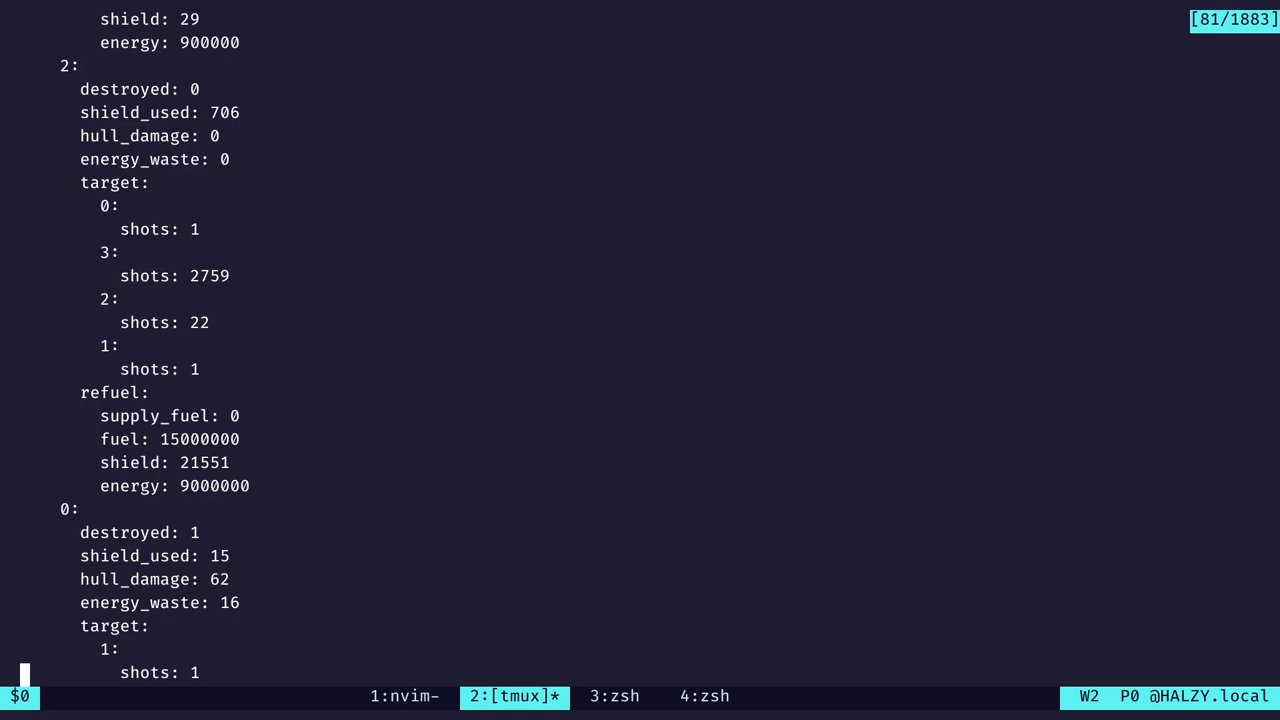 shield: 29
[81/1883]
energy: 900000
2:
destroyed: 0
shield_used: 706
hull_damage: 0
energy_waste: 0
target:
0:
shots: 1
3:
shots: 2759
2:
shots: 22
1:
shots: 1
refuel:
supply_fuel: 0
fuel: 15000000
shield: 21551
energy: 9000000
0:
destroyed: 1
shield_used: 15
hull_damage: 62
energy_waste: 16
target:
1:
shots: 1
$0 1:nvim- 2:[tmux]* 3:zsh 4:zsh W2 P0 @HALZY.local